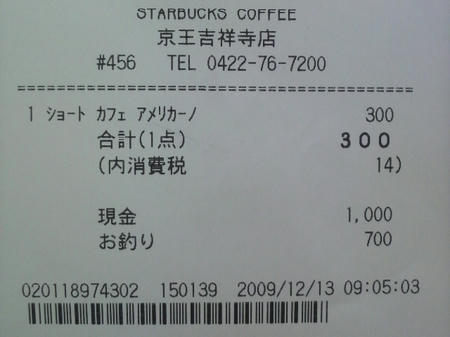 STARBUCKS COFFEE
京王吉祥寺店
#456 TEL 0422-76-7200
1 ｼｮｰﾄ ｶﾌｪ ｱﾒﾘｶｰﾉ 300
合計(1点) 300
(内消費税 14)
現金 1,000
お釣り 700
020118974302 150139 2009/12/13 09:05:03